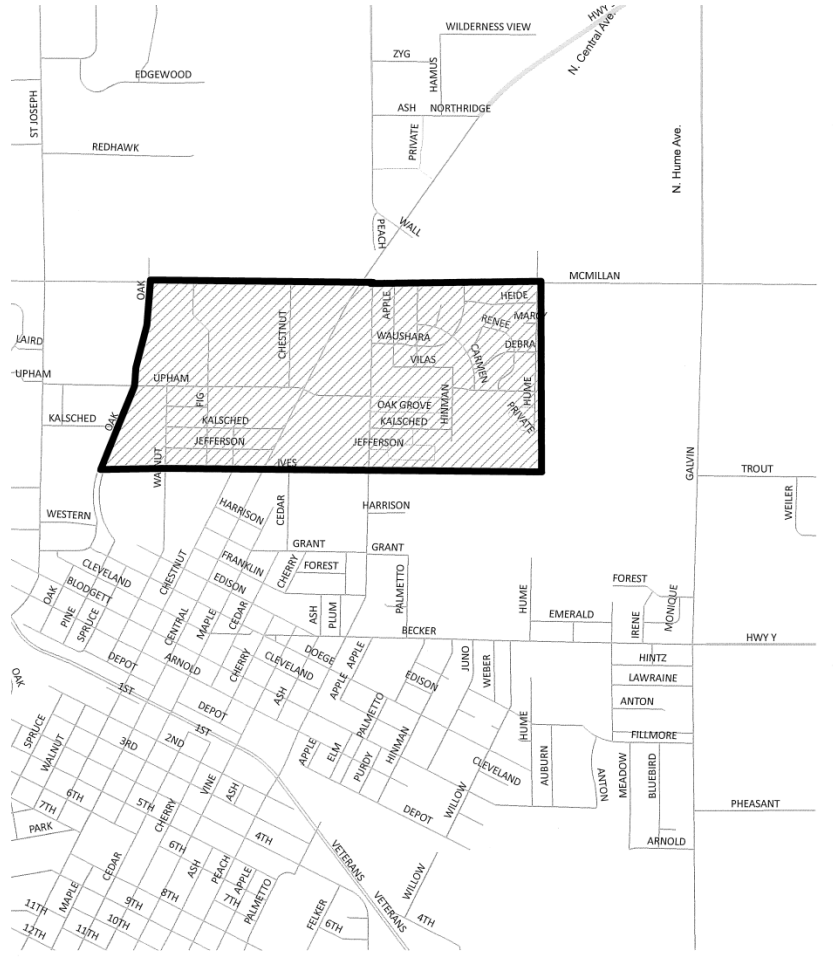 HWY
N. Central Ave.
WILDERNESS VIEW
ZYG
HAMUS
EDGEWOOD
ST JOSEPH
ASH
NORTHRIDGE
PRIVATE
REDHAWK
N. Hume Ave.
WALL
PEACH
MCMILLAN
OAK
APPLE
HEIDE
MARCY
RENEE
CHESTNUT
WAUSHARA
DEBRA
LAIRD
CARMEN
VILAS
UPHAM
UPHAM
FIG
HUME
OAK GROVE
HINMAN
KALSCHED
OAK
KALSCHED
KALSCHED
PRIVATE
JEFFERSON
JEFFERSON
WALNUT
IVES
GALVIN
TROUT
WEILER
WESTERN
HARRISON
CEDAR
HARRISON
GRANT
GRANT
CLEVELAND
CHESTNUT
FRANKLIN
CHERRY
FOREST
BLODGETT
EDISON
PALMETTO
HUME
FOREST
OAK
PINE
SPRUCE
CENTRAL
MAPLE
CEDAR
ASH
PLUM
EMERALD
IRENE
MONIQUE
BECKER
HWY Y
DEPOT
ARNOLD
CHERRY
CLEVELAND
DOEGE
APPLE
JUNO
WEBER
HINTZ
OAK
1ST
ASH
APPLE
EDISON
LAWRAINE
DEPOT
PALMETTO
ANTON
SPRUCE
WALNUT
3RD
2ND
1ST
APPLE
ELM
PURDY
HINMAN
HUME
FILLMORE
CLEVELAND
AUBURN
ANTON
MEADOW
BLUEBIRD
6TH
7TH
5TH
CHERRY
VINE
ASH
DEPOT
WILLOW
PHEASANT
PARK
4TH
6TH
ARNOLD
VETERANS
CEDAR
ASH
PEACH
APPLE
WILLOW
MAPLE
8TH
7TH
PALMETTO
VETERANS
11TH
9TH
FELKER
4TH
12TH
11TH
10TH
6TH